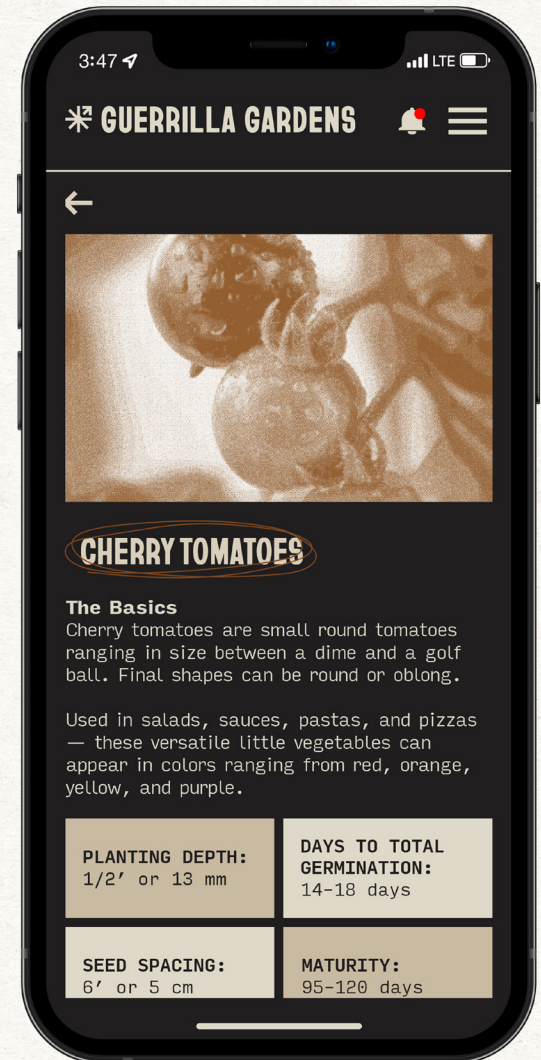 3:47 LTE
GUERRILLA GARDENS
CHERRY TOMATOES
The Basics
Cherry tomatoes are small round tomatoes
ranging in size between a dime and a golf
ball. Final shapes can be round or oblong.
Used in salads, sauces, pastas, and pizzas
— these versatile little vegetables can
appear in colors ranging from red, orange,
yellow, and purple.
PLANTING DEPTH:
1/2′ or 13 mm
DAYS TO TOTAL
GERMINATION:
14–18 days
SEED SPACING:
6′ or 5 cm
MATURITY:
95–120 days